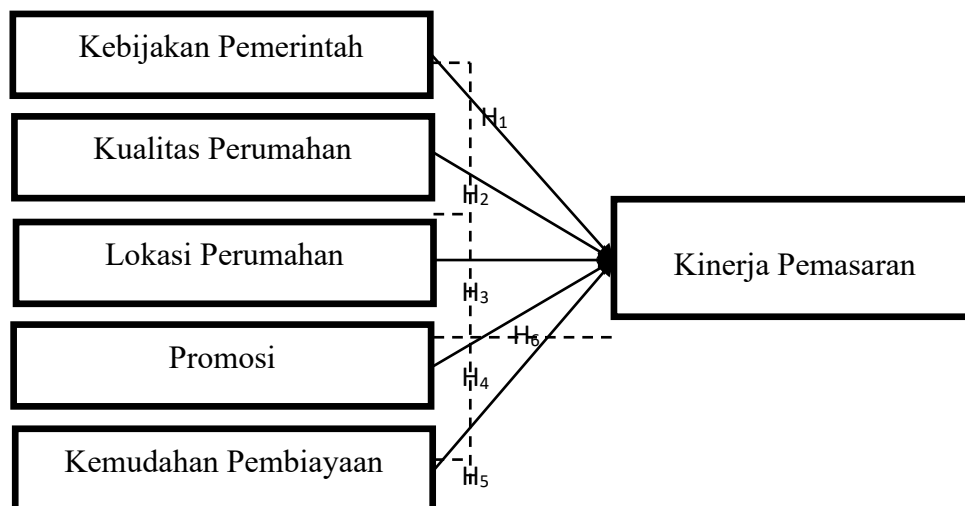 Kebijakan Pemerintah
H₁
Kualitas Perumahan
H₂
Lokasi Perumahan
Kinerja Pemasaran
H₃
H₆
Promosi
H₄
Kemudahan Pembiayaan
H₅